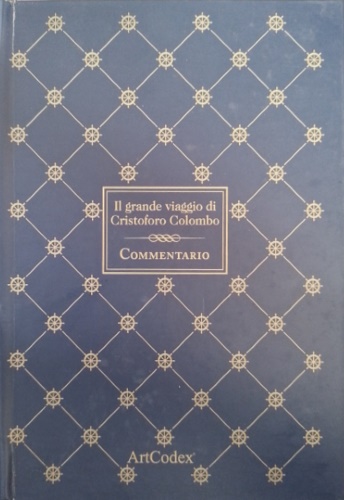 Il grande viaggio di
Cristoforo Colombo
COMMENTARIO
ArtCodex